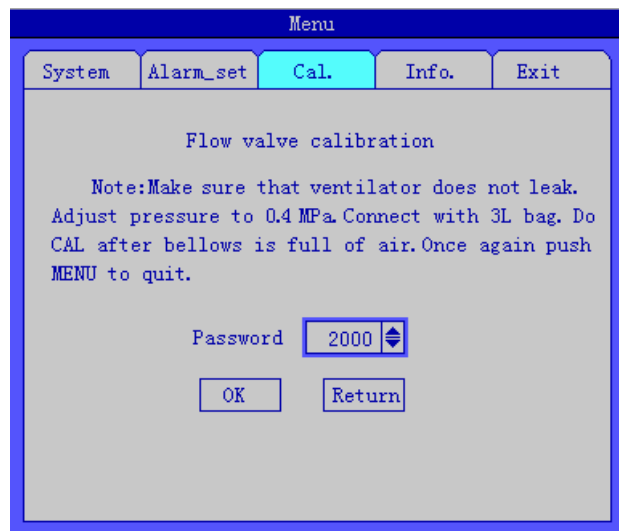 Menu
System Alarm_set Cal. Info. Exit
Flow valve calibration
Note:Make sure that ventilator does not leak.
Adjust pressure to 0.4 MPa.Connect with 3L bag. Do
CAL after bellows is full of air.Once again push
MENU to quit.
Password 2000
OK Return